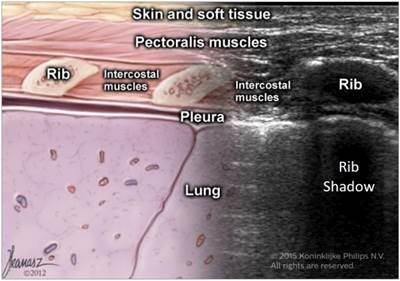 Skin and soft tissue
Pectoralis muscles
Rib
Intercostal
muscles
Intercostal
muscles
Rib
Pleura
Lung
Rib
Shadow
© 2015 Koninklijke Philips N.V.
All rights are reserved.
©2012